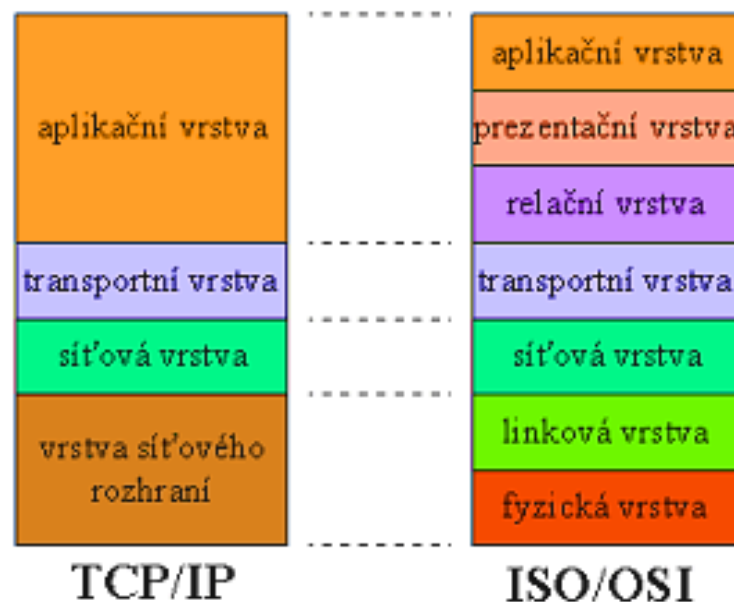 aplikační vrstva
transportní vrstva
síťová vrstva
vrstva síťového
rozhraní
TCP/IP
aplikační vrstva
prezentační vrstva
relační vrstva
transportní vrstva
síťová vrstva
linková vrstva
fyzická vrstva
ISO/OSI